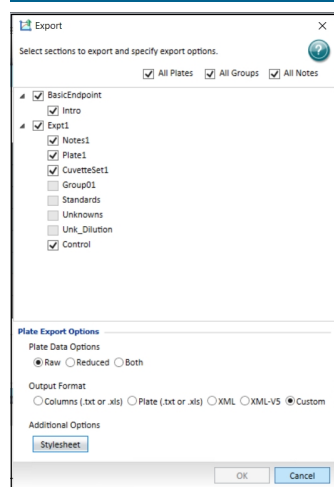 Export
Select sections to export and specify export options.
All Plates All Groups All Notes
BasicEndpoint
Intro
Expt1
Notes1
Plate1
CuvetteSet1
Group01
Standards
Unknowns
Unk_Dilution
Control
Plate Export Options
Plate Data Options
Raw Reduced Both
Output Format
Columns (.txt or .xls) Plate (.txt or .xls) XML XML-V5 Custom
Additional Options
Stylesheet
OK Cancel